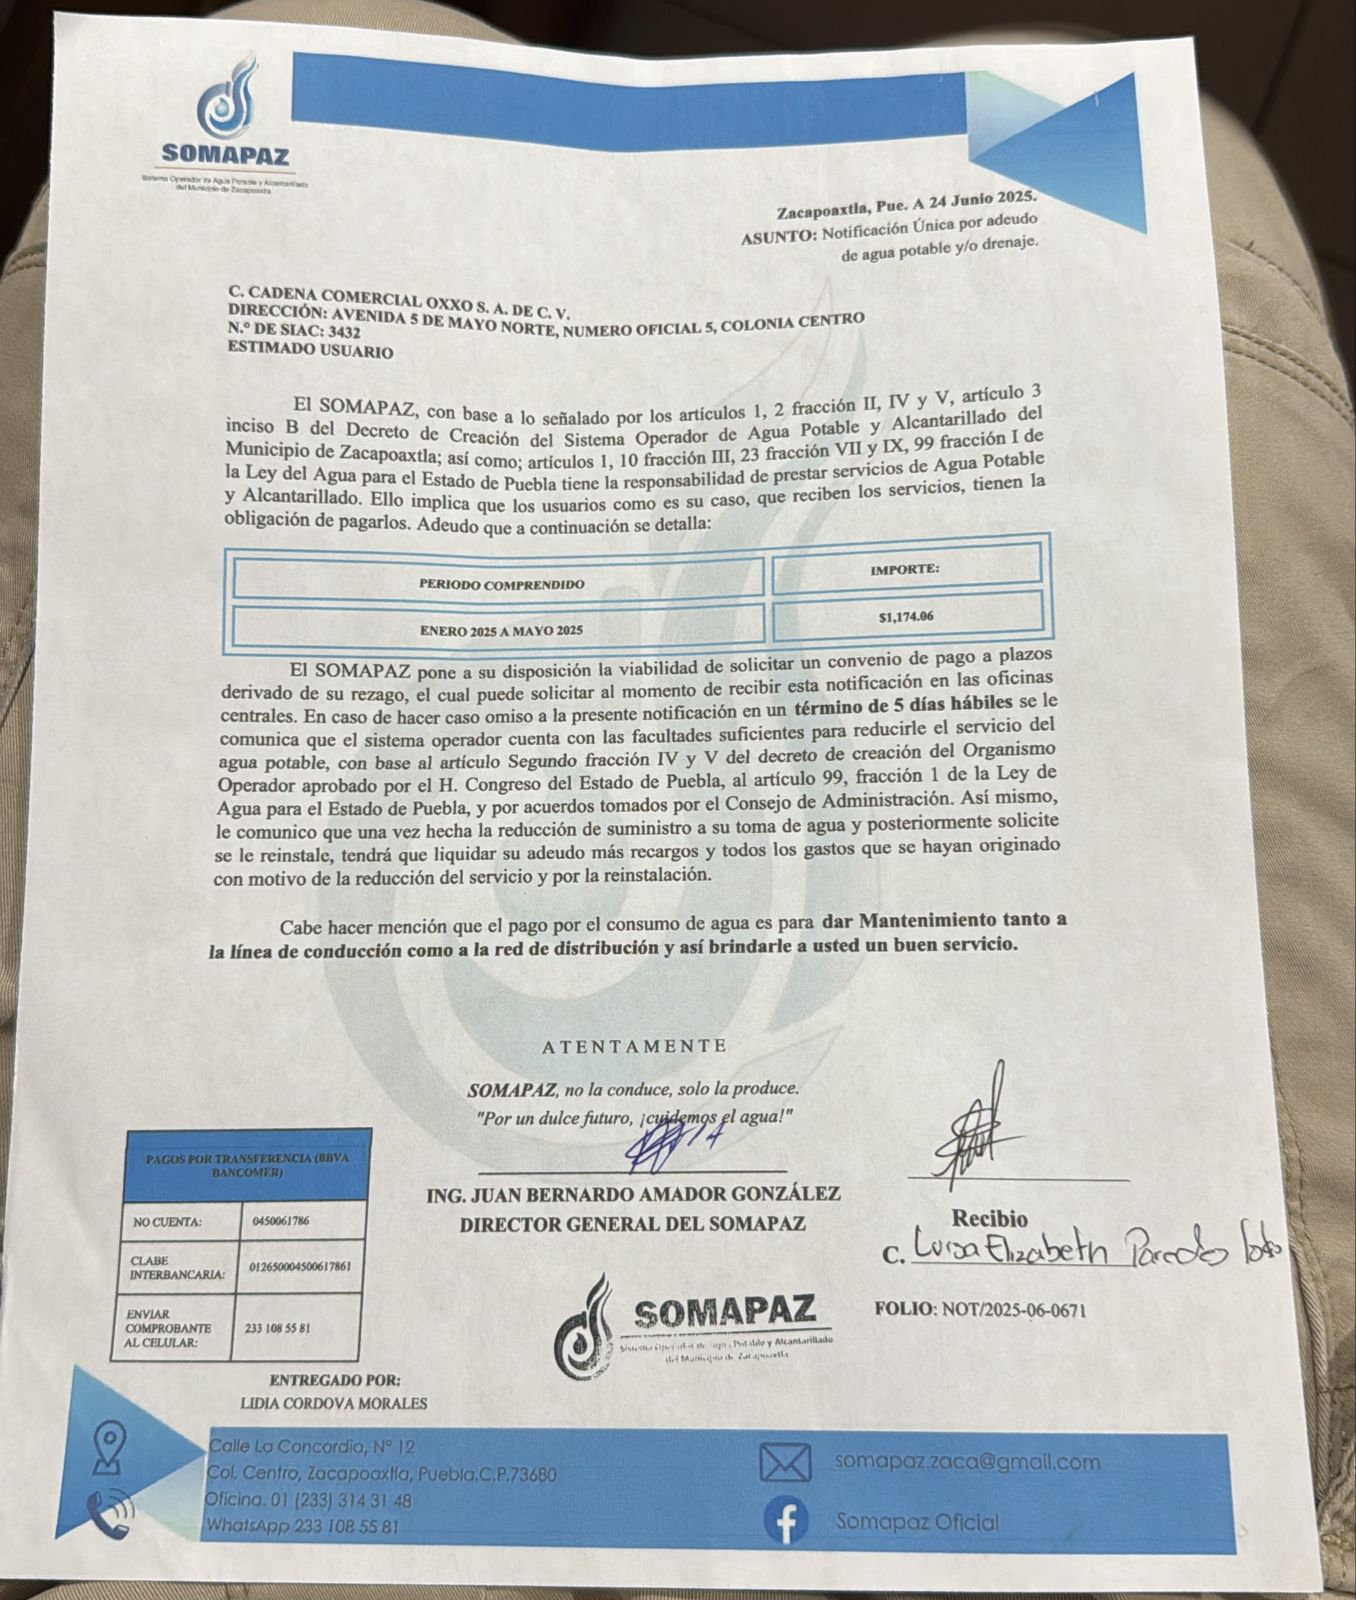 SOMAPAZ
Sistema Operador de Agua Potable y Alcantarillado
del Municipio de Zacapoaxtla
Zacapoaxtla, Pue. A 24 Junio 2025.
ASUNTO: Notificación Única por adeudo
de agua potable y/o drenaje.
C. CADENA COMERCIAL OXXO S. A. DE C. V.
DIRECCIÓN: AVENIDA 5 DE MAYO NORTE, NUMERO OFICIAL 5, COLONIA CENTRO
N.º DE SIAC: 3432
ESTIMADO USUARIO
El SOMAPAZ, con base a lo señalado por los artículos 1, 2 fracción II, IV y V, artículo 3
inciso B del Decreto de Creación del Sistema Operador de Agua Potable y Alcantarillado del
Municipio de Zacapoaxtla; así como; artículos 1, 10 fracción III, 23 fracción VII y IX, 99 fracción I de
la Ley del Agua para el Estado de Puebla tiene la responsabilidad de prestar servicios de Agua Potable
y Alcantarillado. Ello implica que los usuarios como es su caso, que reciben los servicios, tienen la
obligación de pagarlos. Adeudo que a continuación se detalla:
PERIODO COMPRENDIDO
IMPORTE:
ENERO 2025 A MAYO 2025
$1,174.06
El SOMAPAZ pone a su disposición la viabilidad de solicitar un convenio de pago a plazos
derivado de su rezago, el cual puede solicitar al momento de recibir esta notificación en las oficinas
centrales. En caso de hacer caso omiso a la presente notificación en un término de 5 días hábiles se le
comunica que el sistema operador cuenta con las facultades suficientes para reducirle el servicio del
agua potable, con base al artículo Segundo fracción IV y V del decreto de creación del Organismo
Operador aprobado por el H. Congreso del Estado de Puebla, al artículo 99, fracción 1 de la Ley de
Agua para el Estado de Puebla, y por acuerdos tomados por el Consejo de Administración. Así mismo,
le comunico que una vez hecha la reducción de suministro a su toma de agua y posteriormente solicite
se le reinstale, tendrá que liquidar su adeudo más recargos y todos los gastos que se hayan originado
con motivo de la reducción del servicio y por la reinstalación.
Cabe hacer mención que el pago por el consumo de agua es para dar Mantenimiento tanto a
la línea de conducción como a la red de distribución y así brindarle a usted un buen servicio.
ATENTAMENTE
SOMAPAZ, no la conduce, solo la produce.
"Por un dulce futuro, ¡cuidemos el agua!"
ING. JUAN BERNARDO AMADOR GONZÁLEZ
DIRECTOR GENERAL DEL SOMAPAZ
Recibio
C. Luisa Elizabeth Paredo
FOLIO: NOT/2025-06-0671
PAGOS POR TRANSFERENCIA (BBVA
BANCOMER)
NO CUENTA:
0450061786
CLABE
INTERBANCARIA:
012650004500617861
ENVIAR
COMPROBANTE
AL CELULAR:
233 108 55 81
SOMAPAZ
Sistema Operador de Agua Potable y Alcantarillado
del Municipio de Zacapoaxtla
ENTREGADO POR:
LIDIA CORDOVA MORALES
Calle La Concordia, Nº 12
Col. Centro, Zacapoaxtla, Puebla.C.P.73680
Oficina. 01 (233) 314 31 48
WhatsApp 233 108 55 81
somapaz.zaca@gmail.com
Somapaz Oficial